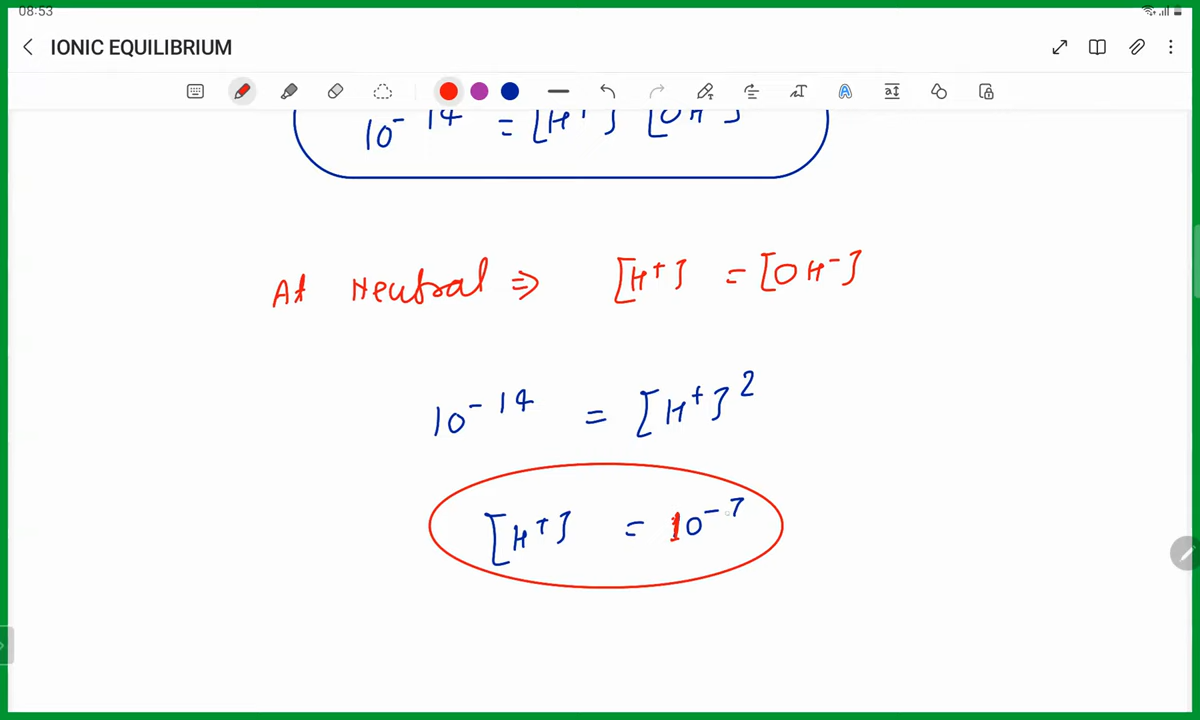 08:53
IONIC EQUILIBRIUM
10⁻¹⁴ = [H⁺] [OH⁻]
At Neutral ⇒ [H⁺] = [OH⁻]
10⁻¹⁴ = [H⁺]²
[H⁺] = 10⁻⁷